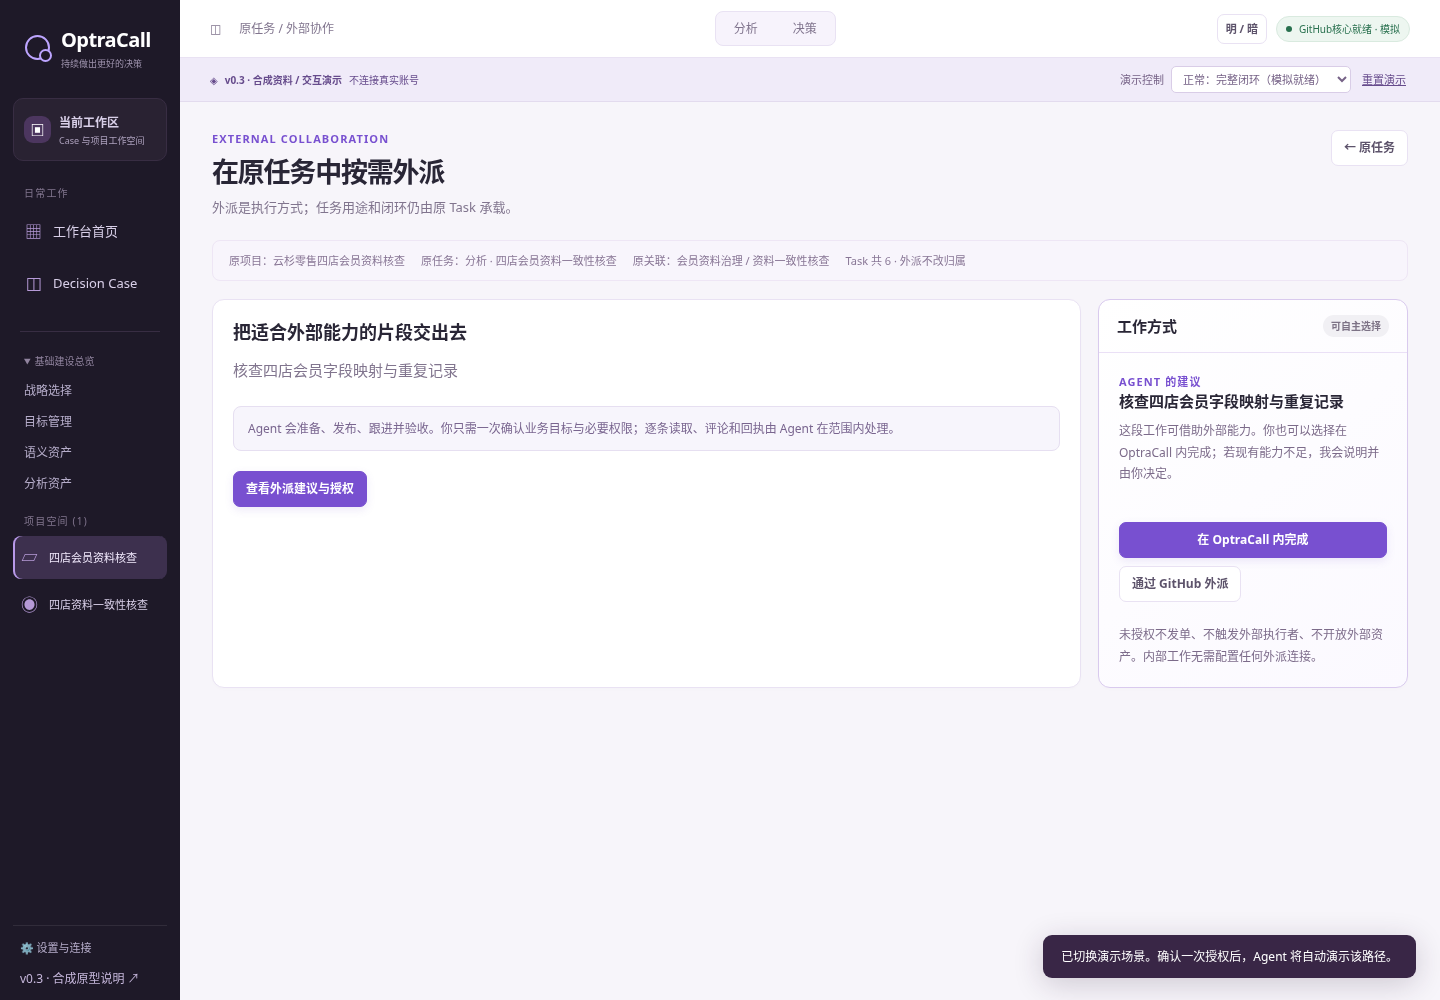 OptraCall
持续做出更好的决策
当前工作区
Case 与项目工作空间
日常工作
工作台首页
Decision Case
▼ 基础建设总览
战略选择
目标管理
语义资产
分析资产
项目空间 (1)
四店会员资料核查
四店资料一致性核查
设置与连接
v0.3 · 合成原型说明 ↗
原任务 / 外部协作
分析
决策
明 / 暗
GitHub核心就绪 · 模拟
v0.3 · 合成资料 / 交互演示 不连接真实账号
演示控制
正常：完整闭环（模拟就绪）
重置演示
EXTERNAL COLLABORATION
在原任务中按需外派
外派是执行方式；任务用途和闭环仍由原 Task 承载。
← 原任务
原项目：云杉零售四店会员资料核查 原任务：分析 · 四店会员资料一致性核查 原关联：会员资料治理 / 资料一致性核查 Task 共 6 · 外派不改归属
把适合外部能力的片段交出去
核查四店会员字段映射与重复记录
Agent 会准备、发布、跟进并验收。你只需一次确认业务目标与必要权限；逐条读取、评论和回执由 Agent 在范围内处理。
查看外派建议与授权
工作方式
可自主选择
AGENT 的建议
核查四店会员字段映射与重复记录
这段工作可借助外部能力。你也可以选择在
OptraCall 内完成；若现有能力不足，我会说明并
由你决定。
在 OptraCall 内完成
通过 GitHub 外派
未授权不发单、不触发外部执行者、不开放外部资
产。内部工作无需配置任何外派连接。
已切换演示场景。确认一次授权后，Agent 将自动演示该路径。